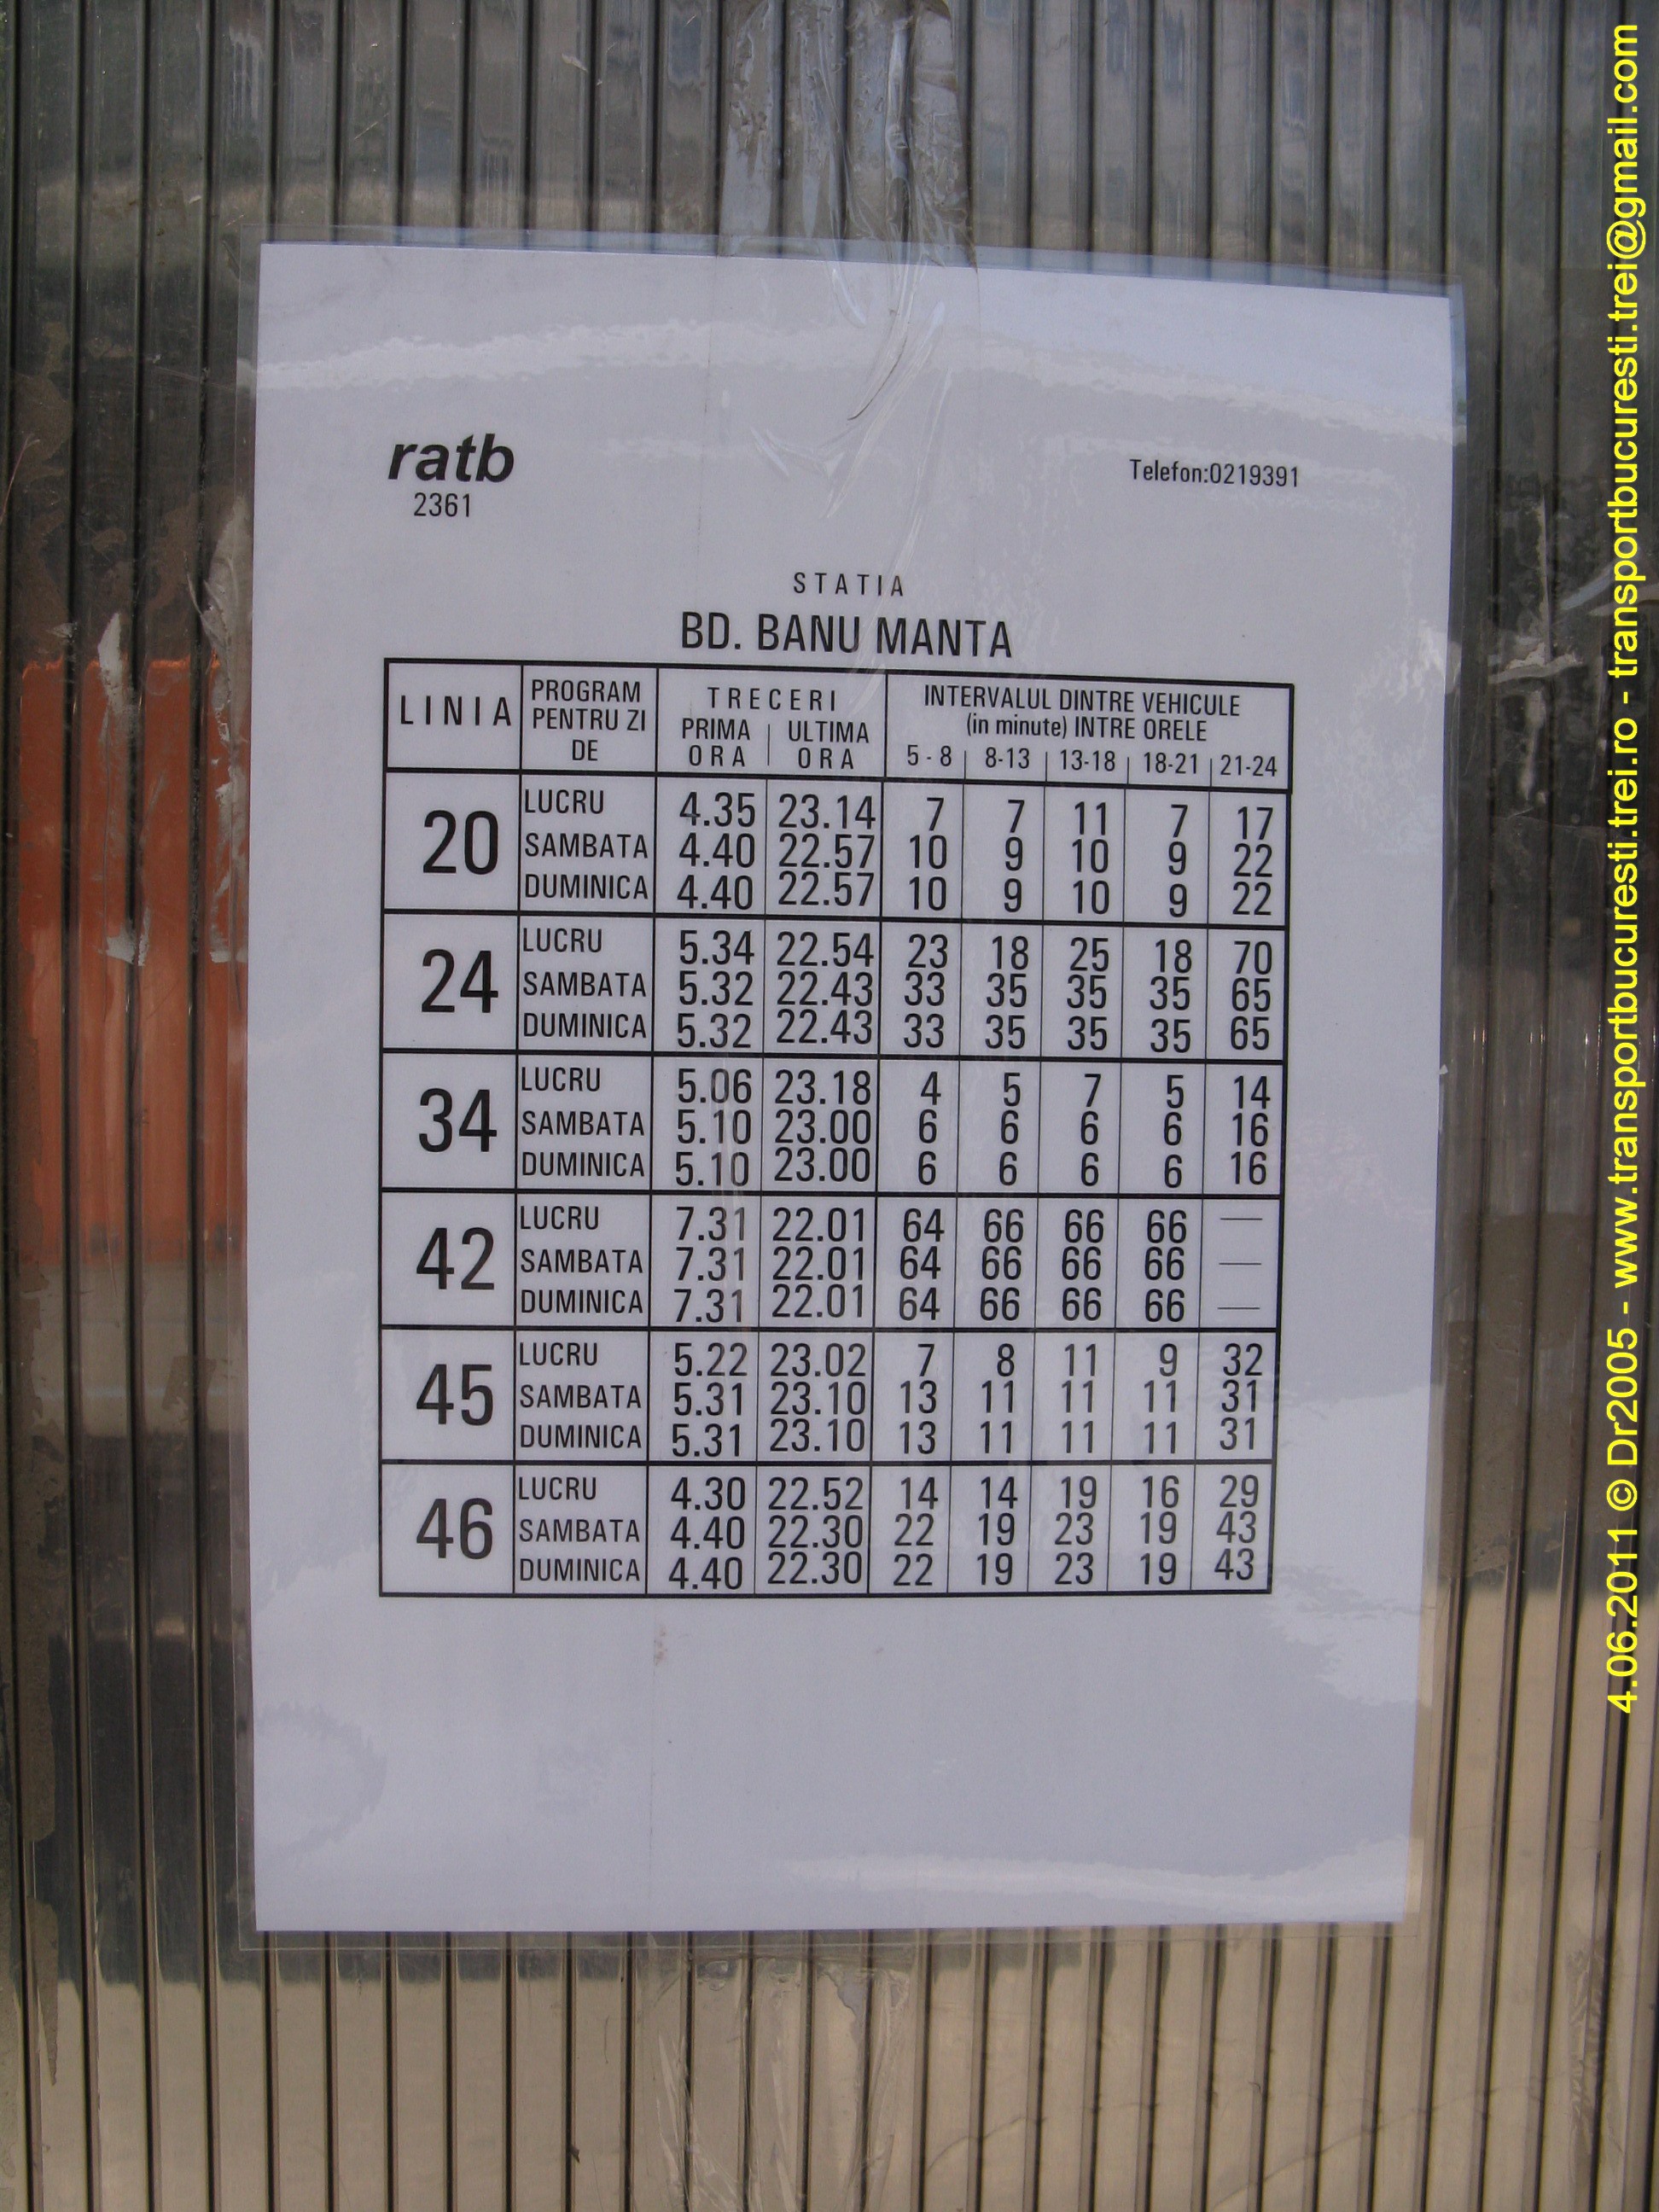 ratb
2361
Telefon:0219391
STATIA
BD. BANU MANTA
LINIA PROGRAM PENTRU ZI DE TRECERI PRIMA ORA ULTIMA ORA INTERVALUL DINTRE VEHICULE (in minute) INTRE ORELE
5-8 8-13 13-18 18-21 21-24
20
LUCRU 4.35 23.14 7 7 11 7 17
SAMBATA 4.40 22.57 10 9 10 9 22
DUMINICA 4.40 22.57 10 9 10 9 22
24
LUCRU 5.34 22.54 23 18 25 18 70
SAMBATA 5.32 22.43 33 35 35 35 65
DUMINICA 5.32 22.43 33 35 35 35 65
34
LUCRU 5.06 23.18 4 5 7 5 14
SAMBATA 5.10 23.00 6 6 6 6 16
DUMINICA 5.10 23.00 6 6 6 6 16
42
LUCRU 7.31 22.01 64 66 66 66 —
SAMBATA 7.31 22.01 64 66 66 66 —
DUMINICA 7.31 22.01 64 66 66 66 —
45
LUCRU 5.22 23.02 7 8 11 9 32
SAMBATA 5.31 23.10 13 11 11 11 31
DUMINICA 5.31 23.10 13 11 11 11 31
46
LUCRU 4.30 22.52 14 14 19 16 29
SAMBATA 4.40 22.30 22 19 23 19 43
DUMINICA 4.40 22.30 22 19 23 19 43
4.06.2011 © Dr2005 - www.transportbucuresti.trei.ro - transportbucuresti.trei@gmail.com